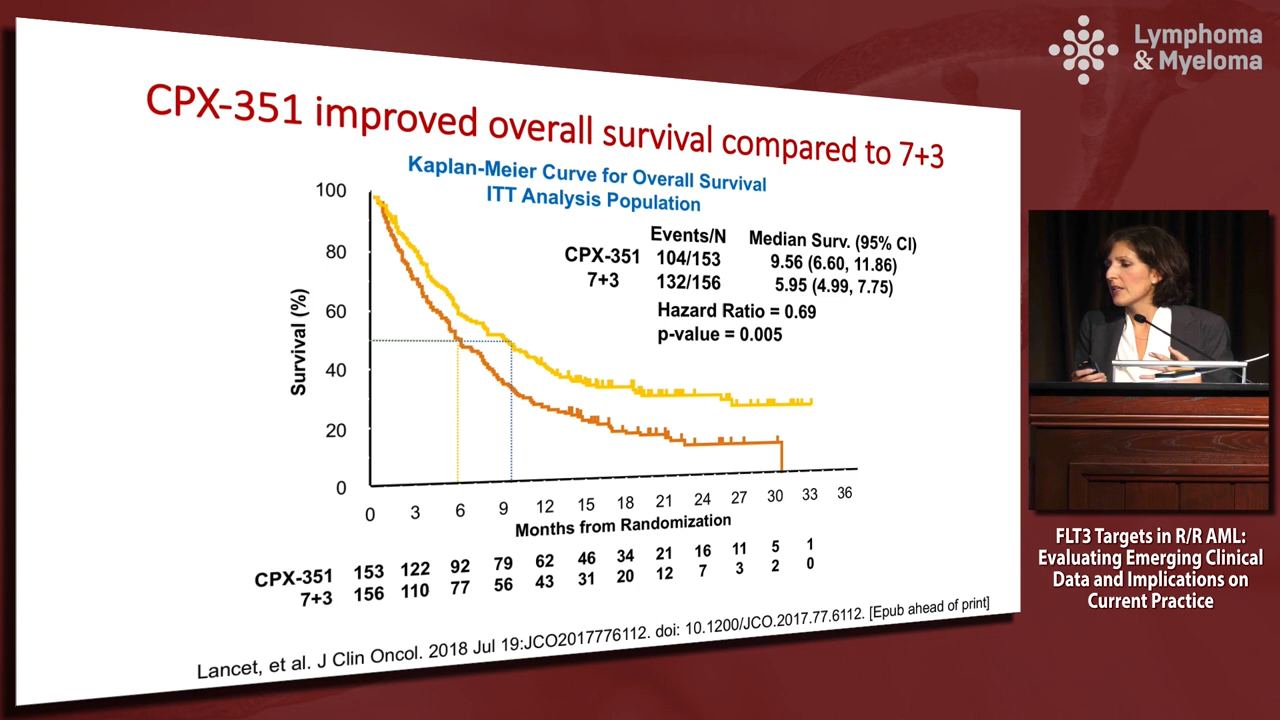 Lymphoma
& Myeloma
CPX-351 improved overall survival compared to 7+3
Kaplan-Meier Curve for Overall Survival
ITT Analysis Population
Events/N Median Surv. (95% CI)
CPX-351 104/153 9.56 (6.60, 11.86)
7+3 132/156 5.95 (4.99, 7.75)
Hazard Ratio = 0.69
p-value = 0.005
Survival (%)
100
80
60
40
20
0
0 3 6 9 12 15 18 21 24 27 30 33 36
Months from Randomization
CPX-351 153 122 92 79 62 46 34 21 16 11 5 1
7+3 156 110 77 56 43 31 20 12 7 3 2 0
Lancet, et al. J Clin Oncol. 2018 Jul 19:JCO2017776112. doi: 10.1200/JCO.2017.77.6112. [Epub ahead of print]
FLT3 Targets in R/R AML:
Evaluating Emerging Clinical
Data and Implications on
Current Practice